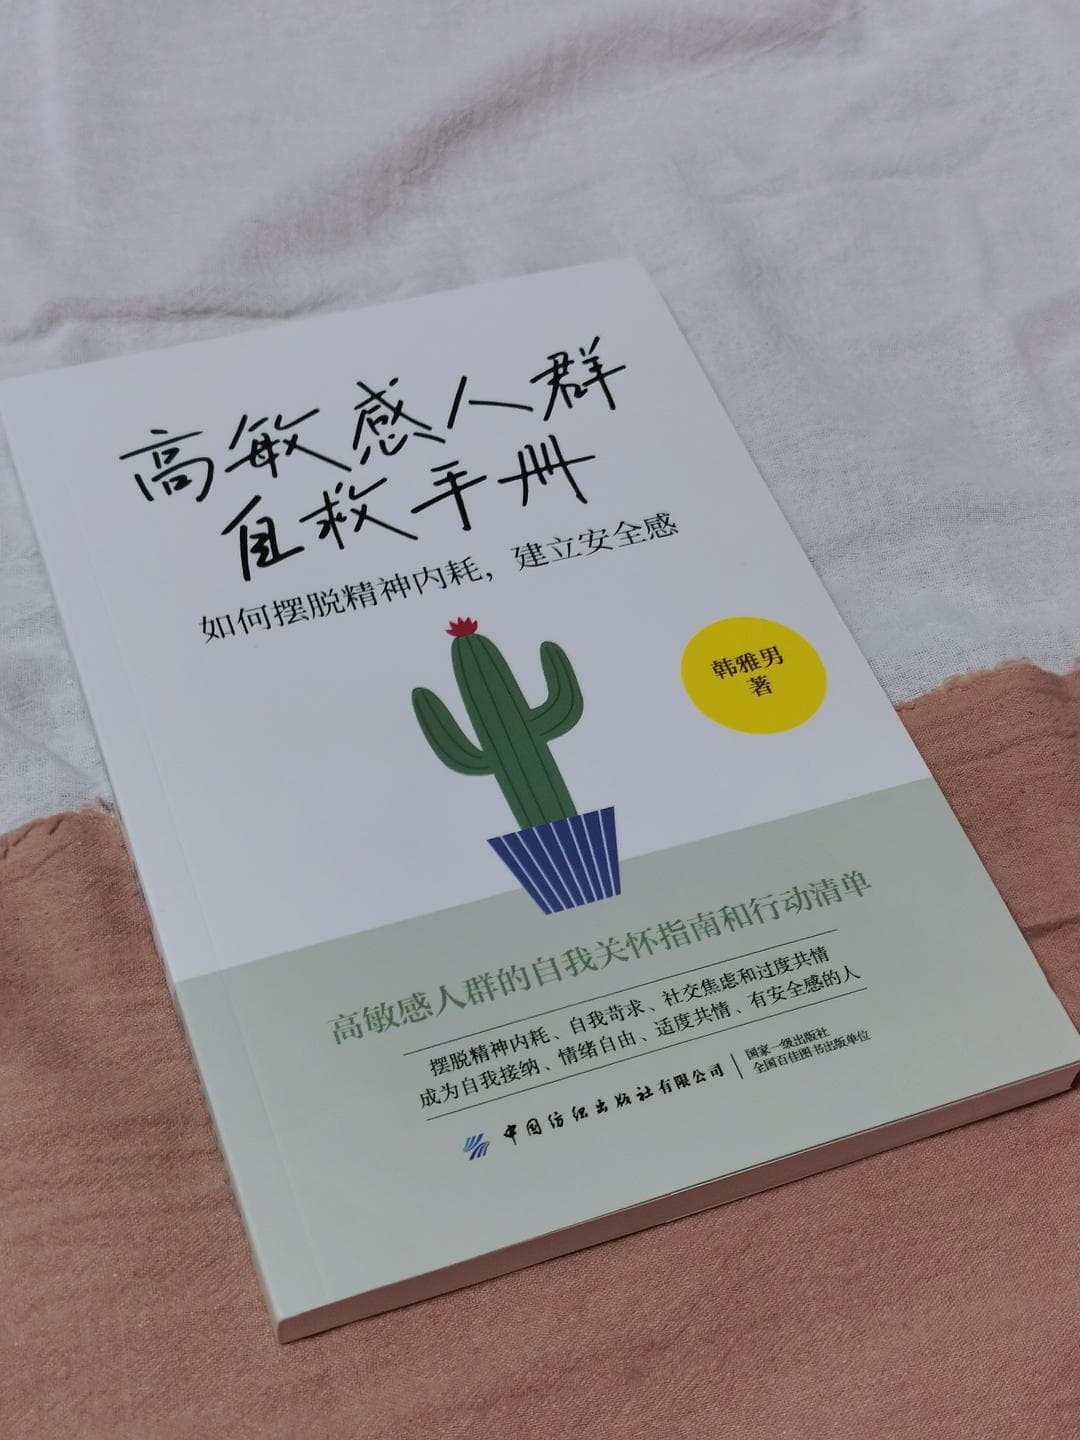 高敏感人群
自救手册
如何摆脱精神内耗，建立安全感
韩雅男
著
高敏感人群的自我关怀指南和行动清单
摆脱精神内耗、自我苛求、社交焦虑和过度共情
成为自我接纳、情绪自由、适度共情、有安全感的人
中国纺织出版社有限公司
国家一级出版社
全国百佳图书出版单位